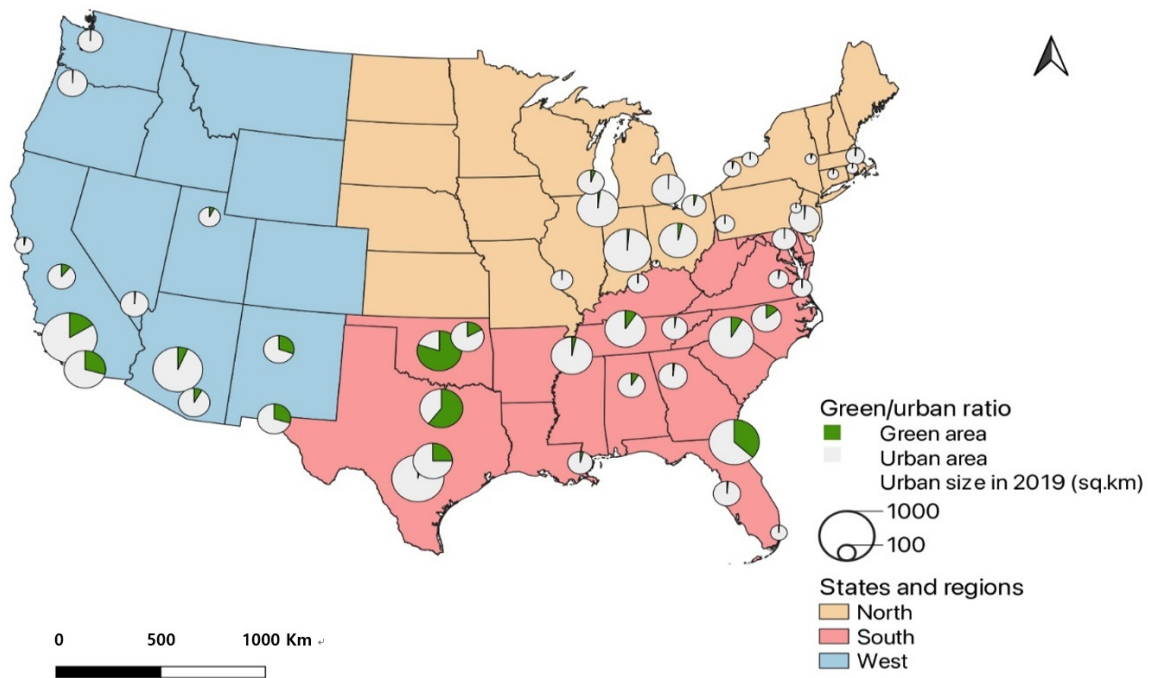 Green/urban ratio
Green area
Urban area
Urban size in 2019 (sq.km)
1000
100
States and regions
North
South
West
0 500 1000 Km